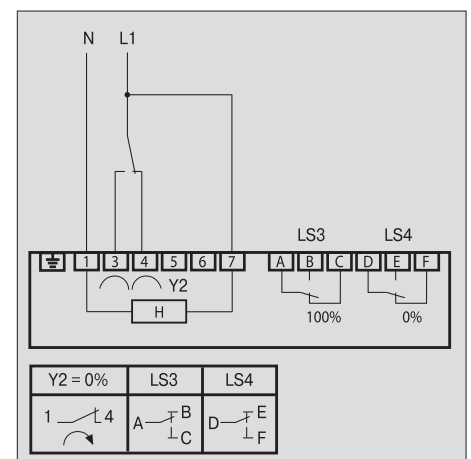 N L1
LS3 LS4
1 3 4 5 6 7 A B C D E F
Y2
H
100% 0%
Y2 = 0% LS3 LS4
1 4 A B C D E F